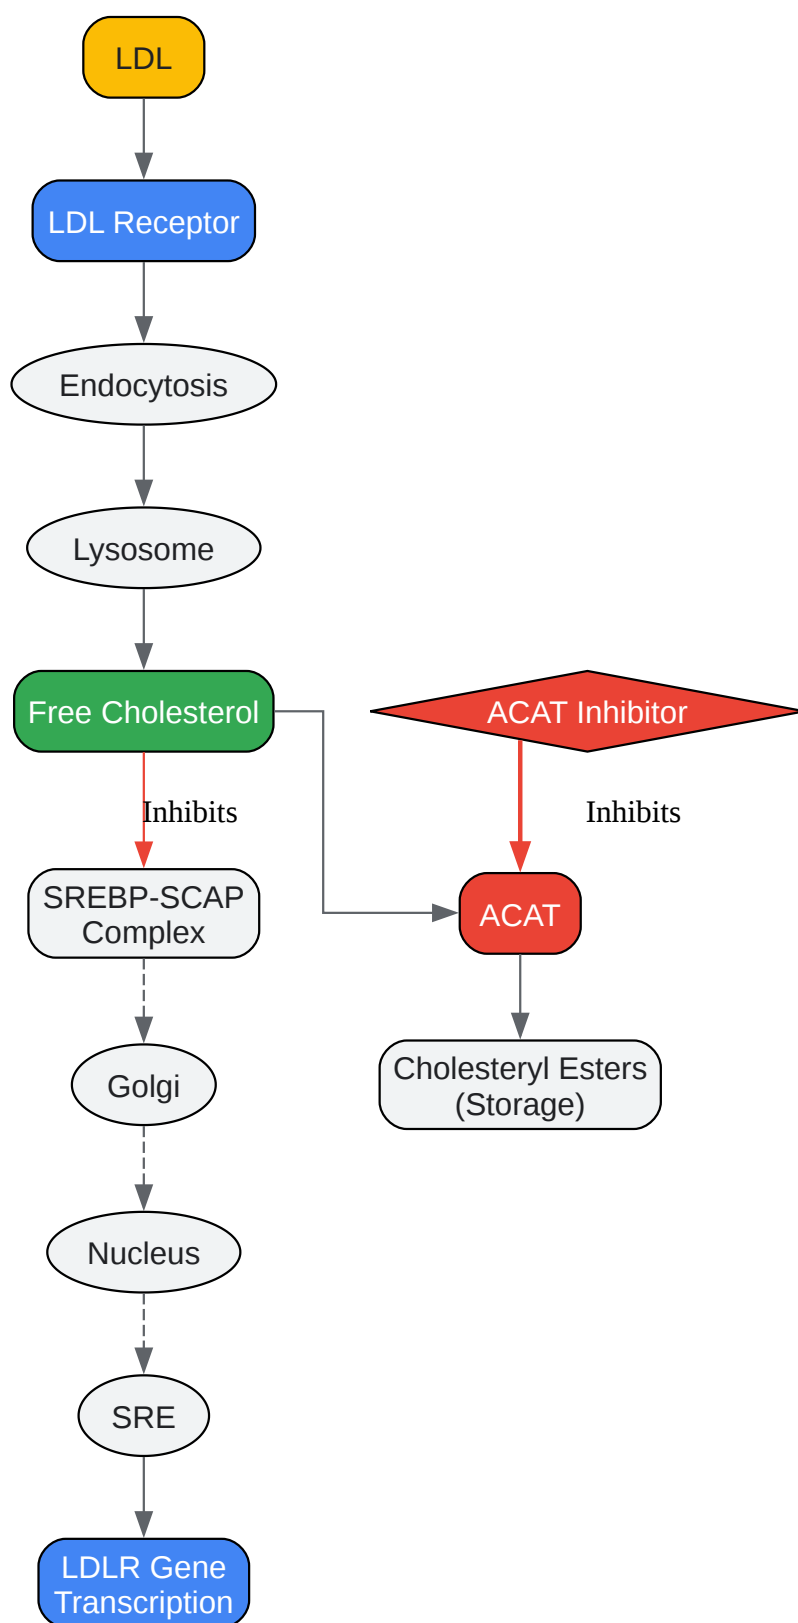 LDL
LDL Receptor
Endocytosis
Lysosome
Free Cholesterol
ACAT Inhibitor
Inhibits
Inhibits
SREBP-SCAP
Complex
ACAT
Golgi
Cholesteryl Esters
(Storage)
Nucleus
SRE
LDLR Gene
Transcription